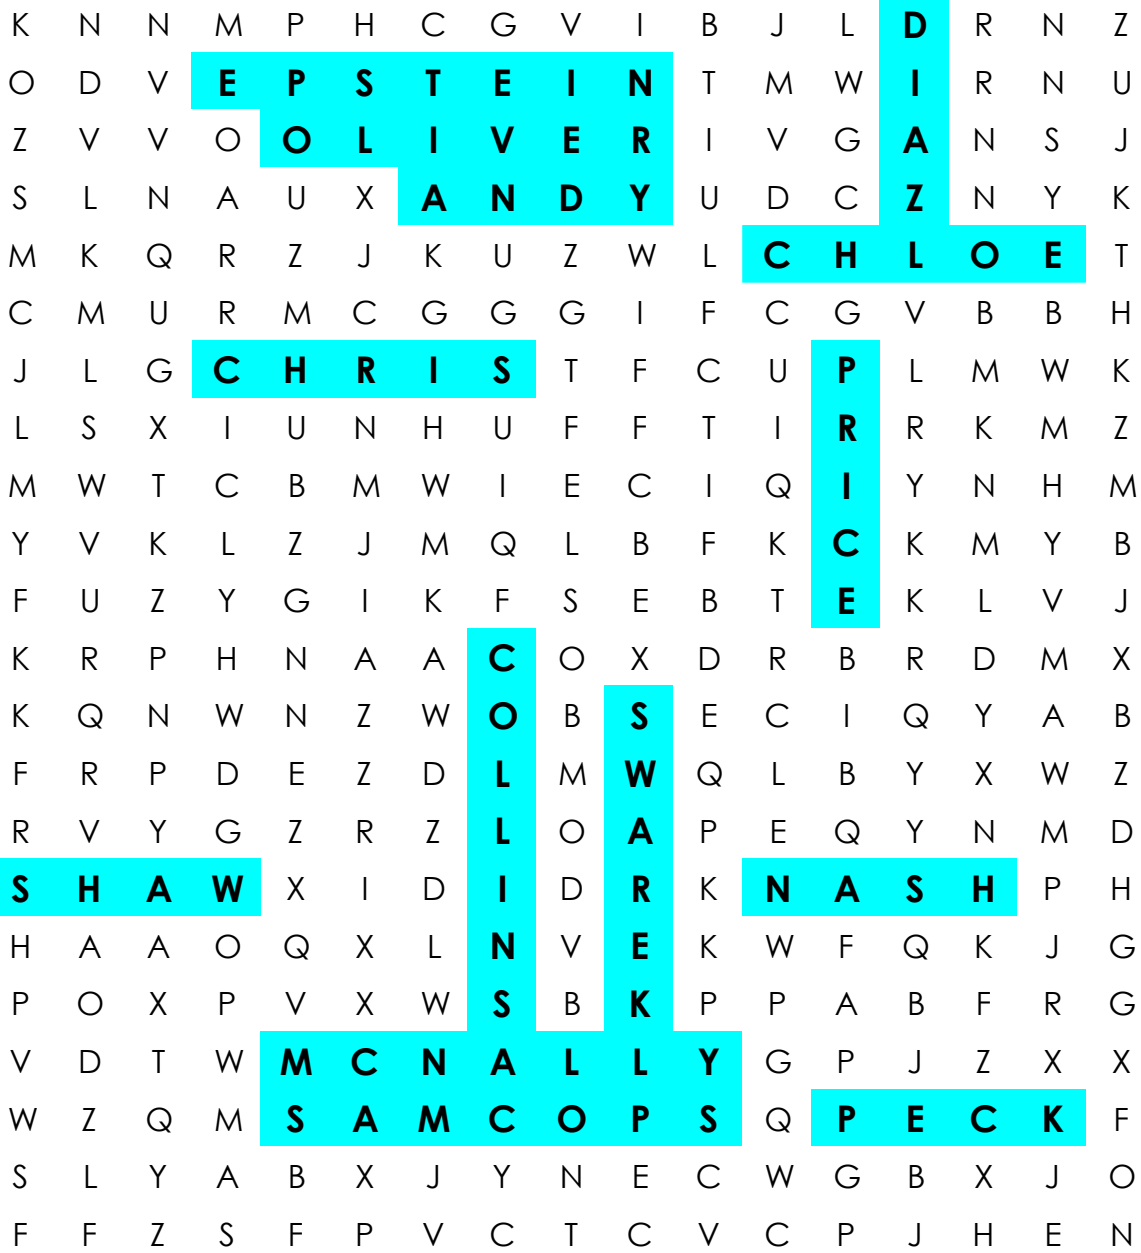 K N N M P H C G V I B J L D R N Z
O D V E P S T E I N T M W I R N U
Z V V O O L I V E R I V G A N S J
S L N A U X A N D Y U D C Z N Y K
M K Q R Z J K U Z W L C H L O E T
C M U R M C G G G I F C G V B B H
J L G C H R I S T F C U P L M W K
L S X I U N H U F F T I R R K M Z
M W T C B M W I E C I Q I Y N H M
Y V K L Z J M Q L B F K C K M Y B
F U Z Y G I K F S E B T E K L V J
K R P H N A A C O X D R B R D M X
K Q N W N Z W O B S E C I Q Y A B
F R P D E Z D L M W Q L B Y X W Z
R V Y G Z R Z L O A P E Q Y N M D
S H A W X I D I D R K N A S H P H
H A A O Q X L N V E K W F Q K J G
P O X P V X W S B K P P A B F R G
V D T W M C N A L L Y G P J Z X X
W Z Q M S A M C O P S Q P E C K F
S L Y A B X J Y N E C W G B X J O
F F Z S F P V C T C V C P J H E N